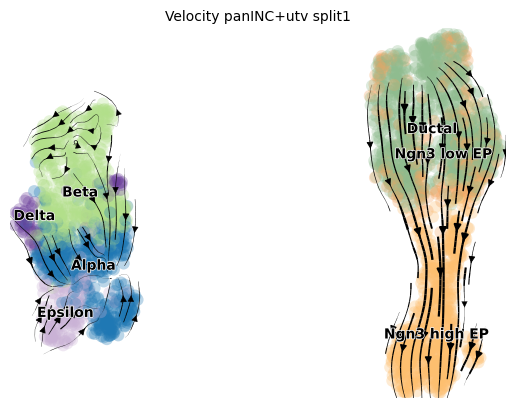 Velocity panINC+utv split1
Ductal
Ngn3 low EP
Beta
Delta
Alpha
Epsilon
Ngn3 high EP